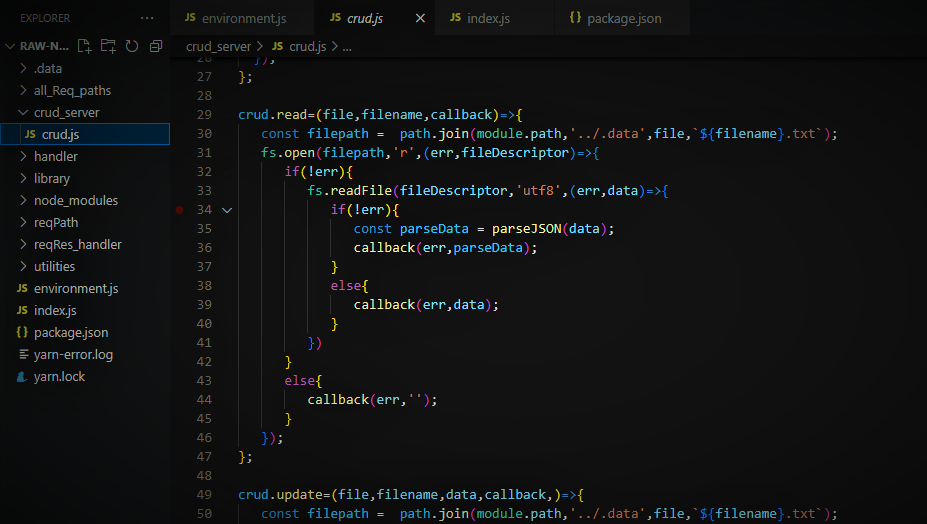 EXPLORER ...
RAW-N...
.data
all_Req_paths
crud_server
JS crud.js
handler
library
node_modules
reqPath
reqRes_handler
utilities
JS environment.js
JS index.js
{} package.json
yarn-error.log
yarn.lock
JS environment.js JS crud.js × JS index.js {} package.json
crud_server > JS crud.js > ...
26 });
27 };
28
29 crud.read=(file,filename,callback)=>{
30 const filepath = path.join(module.path,'../.data',file,`${filename}.txt`);
31 fs.open(filepath,'r',(err,fileDescriptor)=>{
32 if(!err){
33 fs.readFile(fileDescriptor,'utf8',(err,data)=>{
34 if(!err){
35 const parseData = parseJSON(data);
36 callback(err,parseData);
37 }
38 else{
39 callback(err,data);
40 }
41 })
42 }
43 else{
44 callback(err,'');
45 }
46 });
47 };
48
49 crud.update=(file,filename,data,callback,)=>{
50 const filepath = path.join(module.path,'../.data',file,`${filename}.txt`);